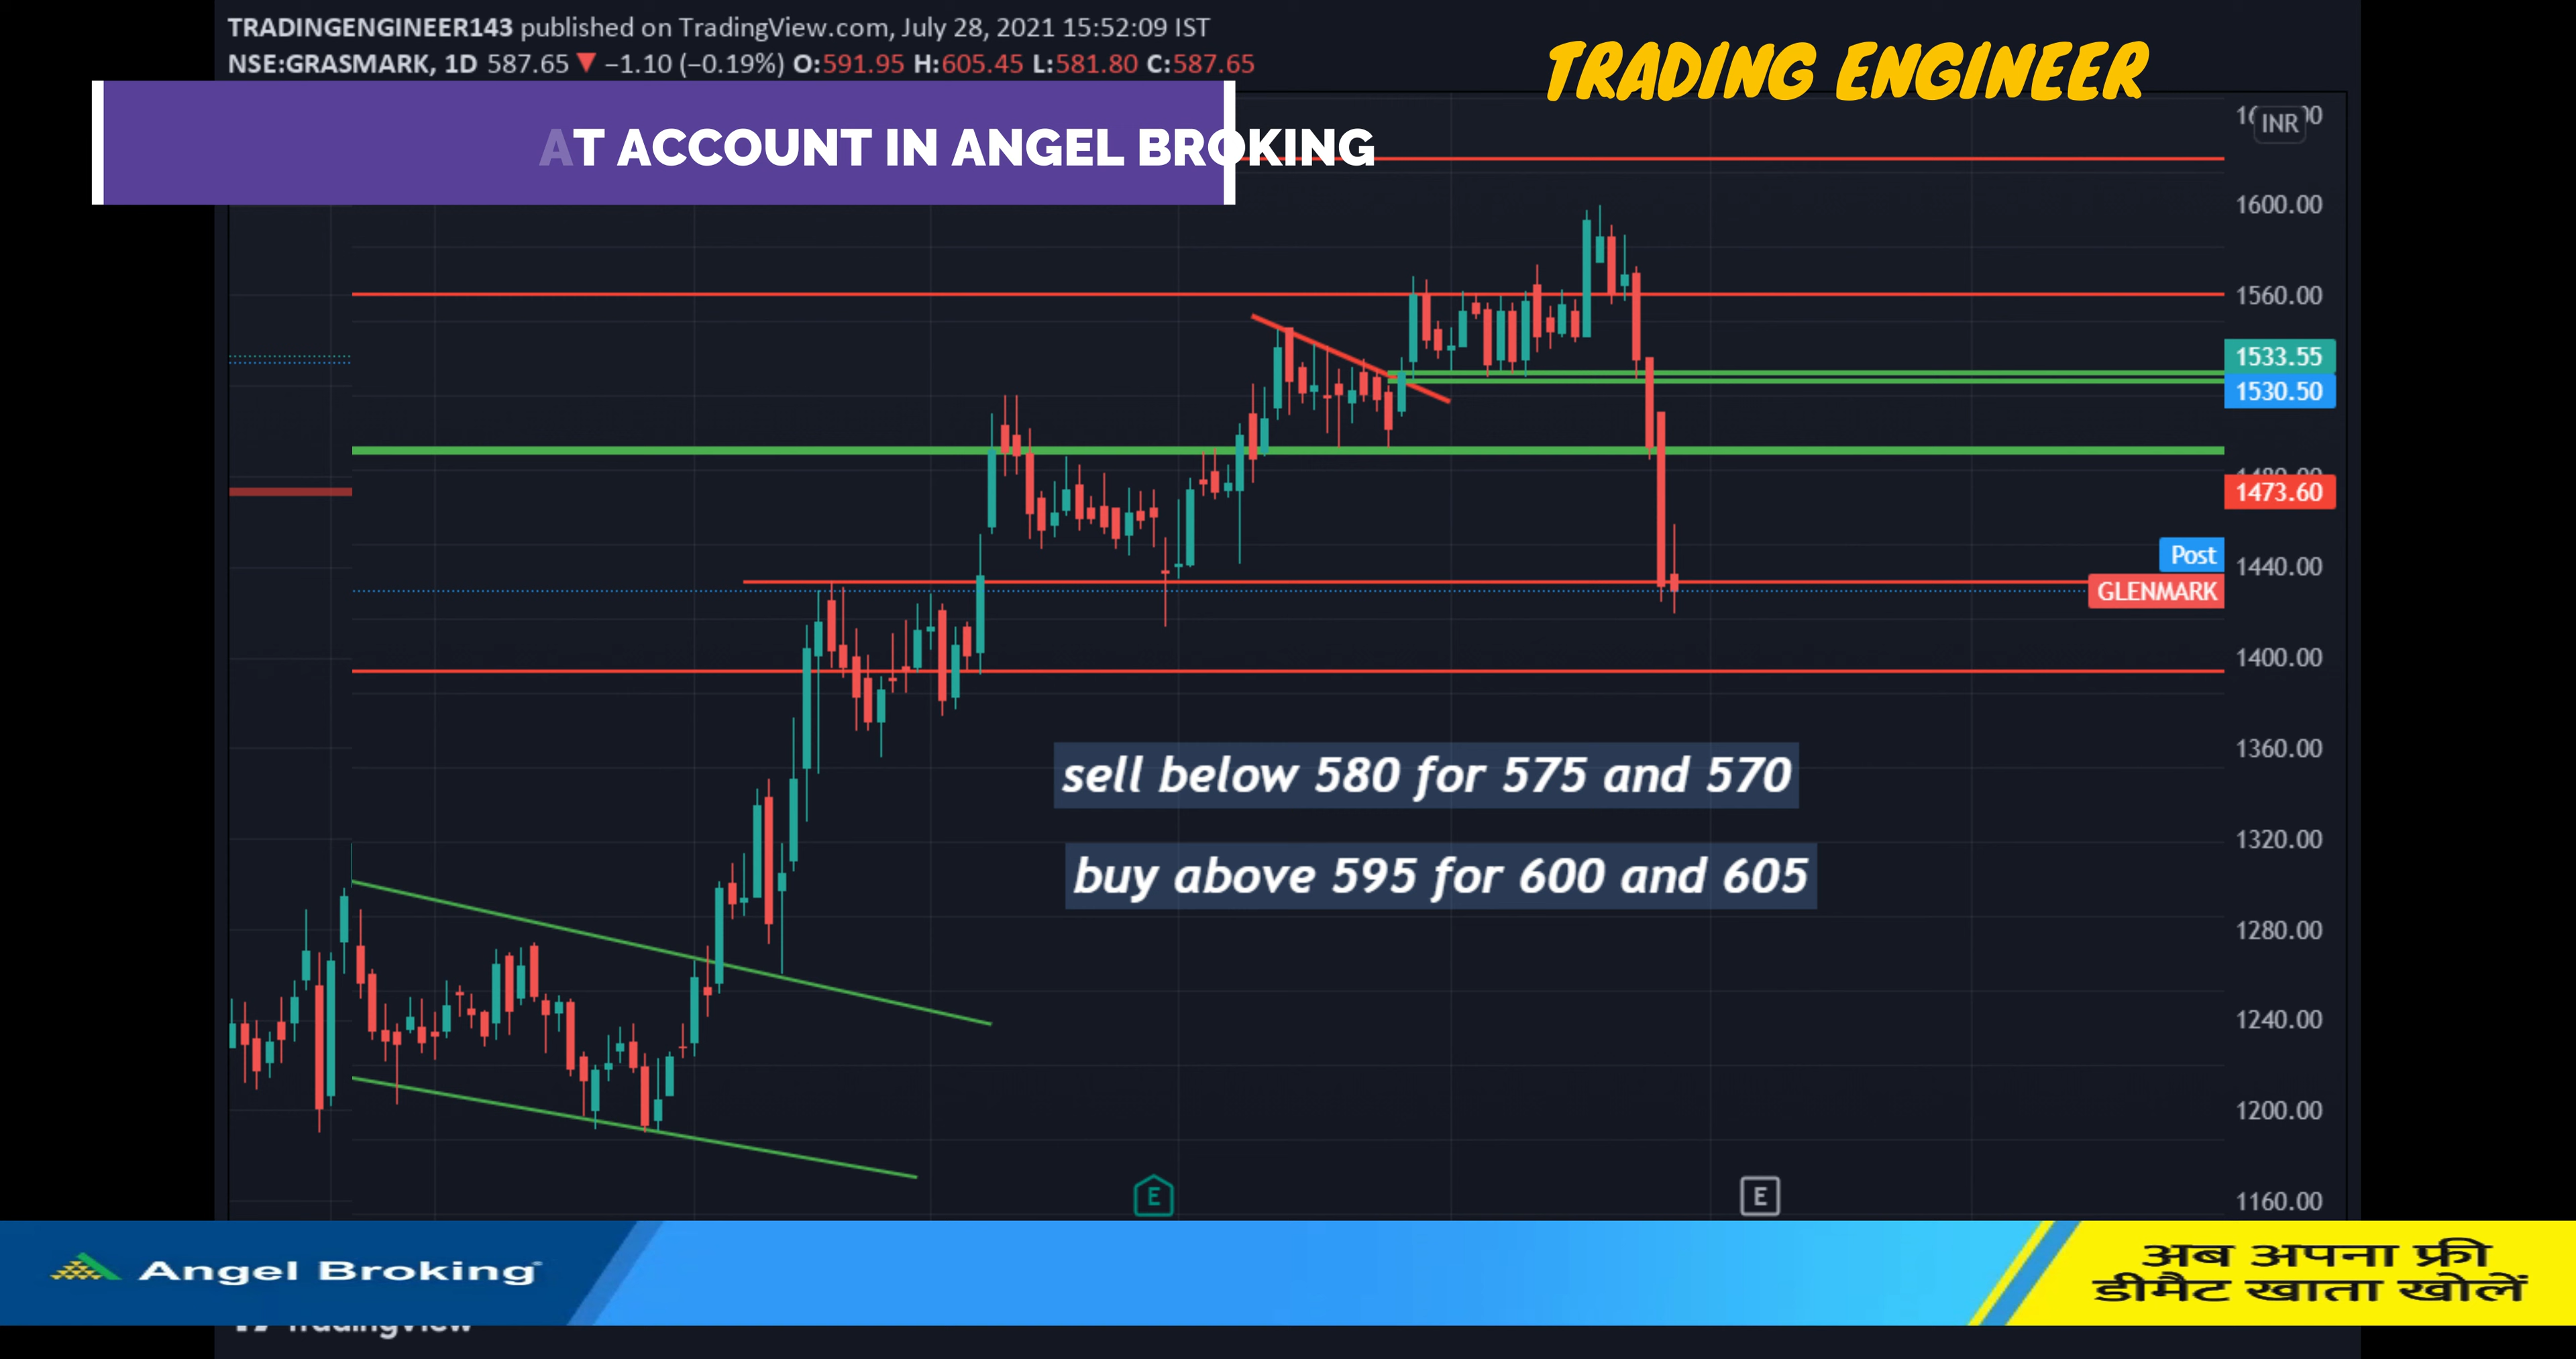 TRADINGENGINEER143 published on TradingView.com, July 28, 2021 15:52:09 IST
NSE:GRASMARK, 1D 587.65 ▼ −1.10 (−0.19%) O:591.95 H:605.45 L:581.80 C:587.65
TRADING ENGINEER
AT ACCOUNT IN ANGEL BROKING
INR
1600.00
1560.00
1533.55
1530.50
1473.60
Post
1440.00
GLENMARK
1400.00
1360.00
sell below 580 for 575 and 570
1320.00
buy above 595 for 600 and 605
1280.00
1240.00
1200.00
E
E
1160.00
Angel Broking
अब अपना फ्री
डीमैट खाता खोलें
TradingView